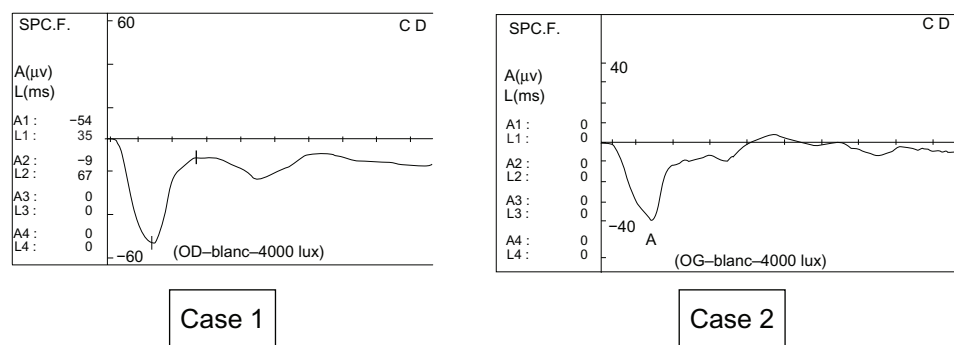 SPC.F.
60
C D
A(μv)
L(ms)
A1 : −54
L1 : 35
A2 : −9
L2 : 67
A3 : 0
L3 : 0
A4 : 0
L4 : 0
−60
(OD–blanc–4000 lux)
Case 1
SPC.F.
C D
40
A(μv)
L(ms)
A1 : 0
L1 : 0
A2 : 0
L2 : 0
A3 : 0
L3 : 0
A4 : 0
L4 : 0
−40
A
(OG–blanc–4000 lux)
Case 2